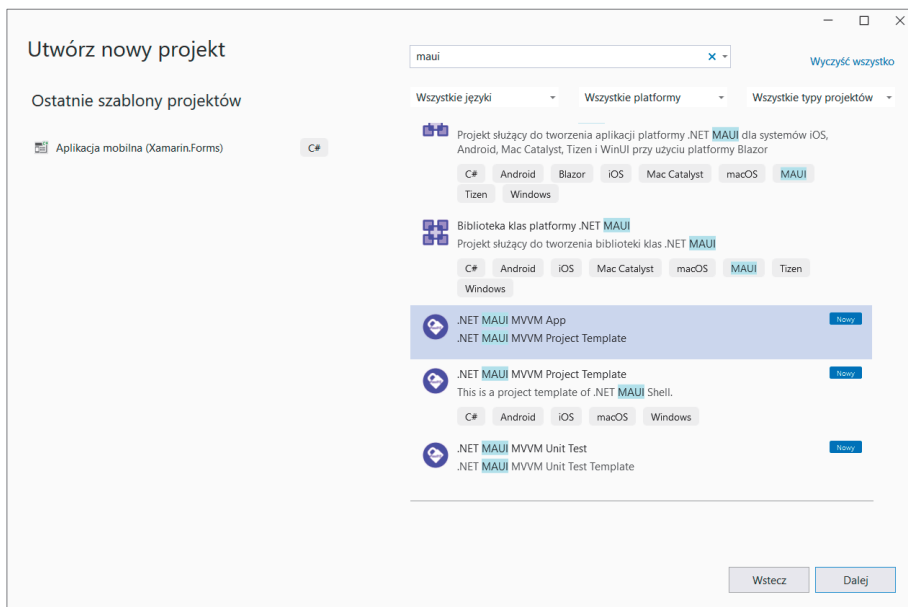 Utwórz nowy projekt
maui
Wyczyść wszystko
Ostatnie szablony projektów
Aplikacja mobilna (Xamarin.Forms)
C#
Wszystkie języki
Wszystkie platformy
Wszystkie typy projektów
Projekt służący do tworzenia aplikacji platformy .NET MAUI dla systemów iOS,
Android, Mac Catalyst, Tizen i WinUI przy użyciu platformy Blazor
C# Android Blazor iOS Mac Catalyst macOS MAUI
Tizen Windows
Biblioteka klas platformy .NET MAUI
Projekt służący do tworzenia biblioteki klas .NET MAUI
C# Android iOS Mac Catalyst macOS MAUI Tizen
Windows
.NET MAUI MVVM App
Nowy
.NET MAUI MVVM Project Template
.NET MAUI MVVM Project Template
Nowy
This is a project template of .NET MAUI Shell.
C# Android iOS macOS Windows
.NET MAUI MVVM Unit Test
Nowy
.NET MAUI MVVM Unit Test Template
Wstecz
Dalej